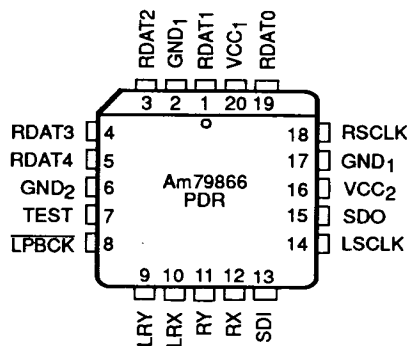 RDAT2 GND1 RDAT1 VCC1 RDAT0
3 2 1 20 19
RDAT3 4 18 RSCLK
RDAT4 5 17 GND1
GND2 6 Am79866 16 VCC2
TEST 7 PDR 15 SDO
LPBCK 8 14 LSCLK
9 10 11 12 13
LRY LRX RY RX SDI